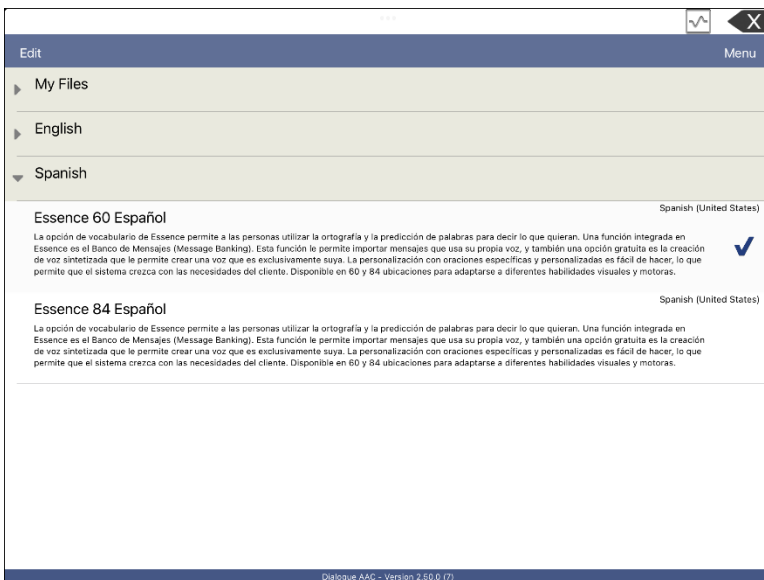 X
Edit
Menu
My Files
English
Spanish
Spanish (United States)
Essence 60 Español
La opción de vocabulario de Essence permite a las personas utilizar la ortografía y la predicción de palabras para decir lo que quieran. Una función integrada en
Essence es el Banco de Mensajes (Message Banking). Esta función le permite importar mensajes que usa su propia voz, y también una opción gratuita es la creación
de voz sintetizada que le permite crear una voz que es exclusivamente suya. La personalización con oraciones específicas y personalizadas es fácil de hacer, lo que
permite que el sistema crezca con las necesidades del cliente. Disponible en 60 y 84 ubicaciones para adaptarse a diferentes habilidades visuales y motoras.
Spanish (United States)
Essence 84 Español
La opción de vocabulario de Essence permite a las personas utilizar la ortografía y la predicción de palabras para decir lo que quieran. Una función integrada en
Essence es el Banco de Mensajes (Message Banking). Esta función le permite importar mensajes que usa su propia voz, y también una opción gratuita es la creación
de voz sintetizada que le permite crear una voz que es exclusivamente suya. La personalización con oraciones específicas y personalizadas es fácil de hacer, lo que
permite que el sistema crezca con las necesidades del cliente. Disponible en 60 y 84 ubicaciones para adaptarse a diferentes habilidades visuales y motoras.
Dialogue AAC - Version 2.50.0 (7)